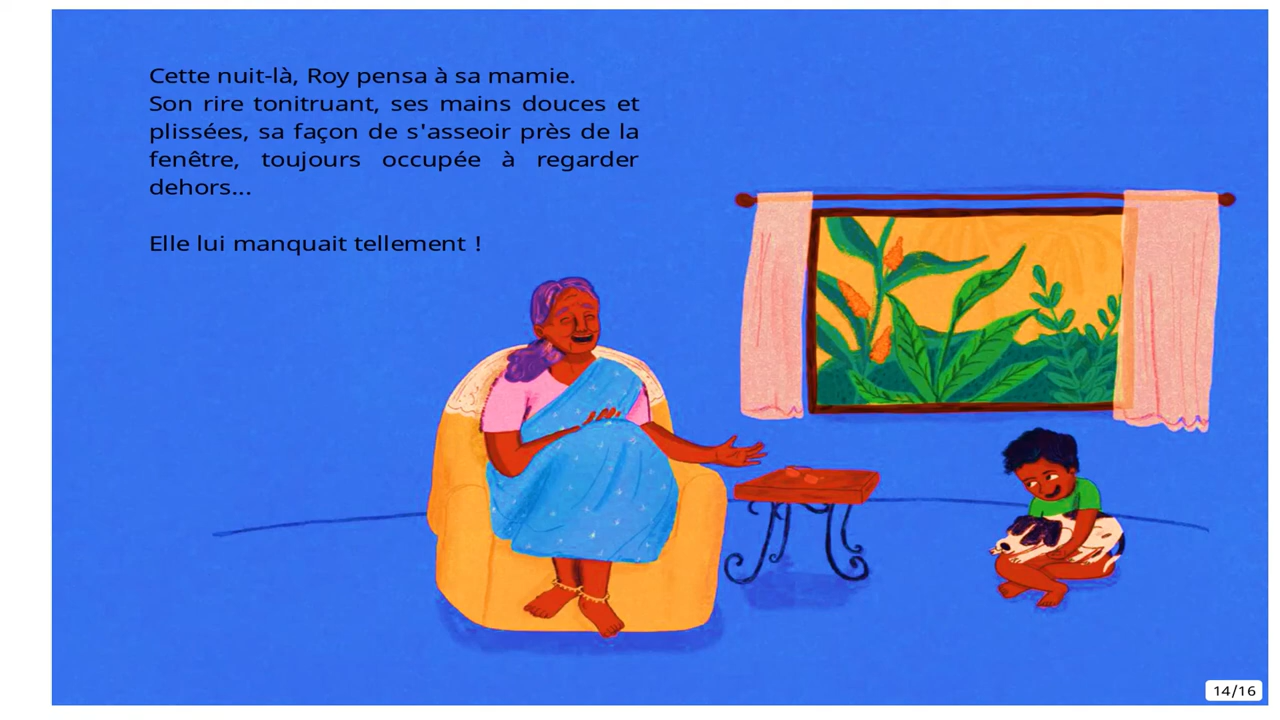 Cette nuit-là, Roy pensa à sa mamie.
Son rire tonitruant, ses mains douces et
plissées, sa façon de s'asseoir près de la
fenêtre, toujours occupée à regarder
dehors...
Elle lui manquait tellement !
14/16